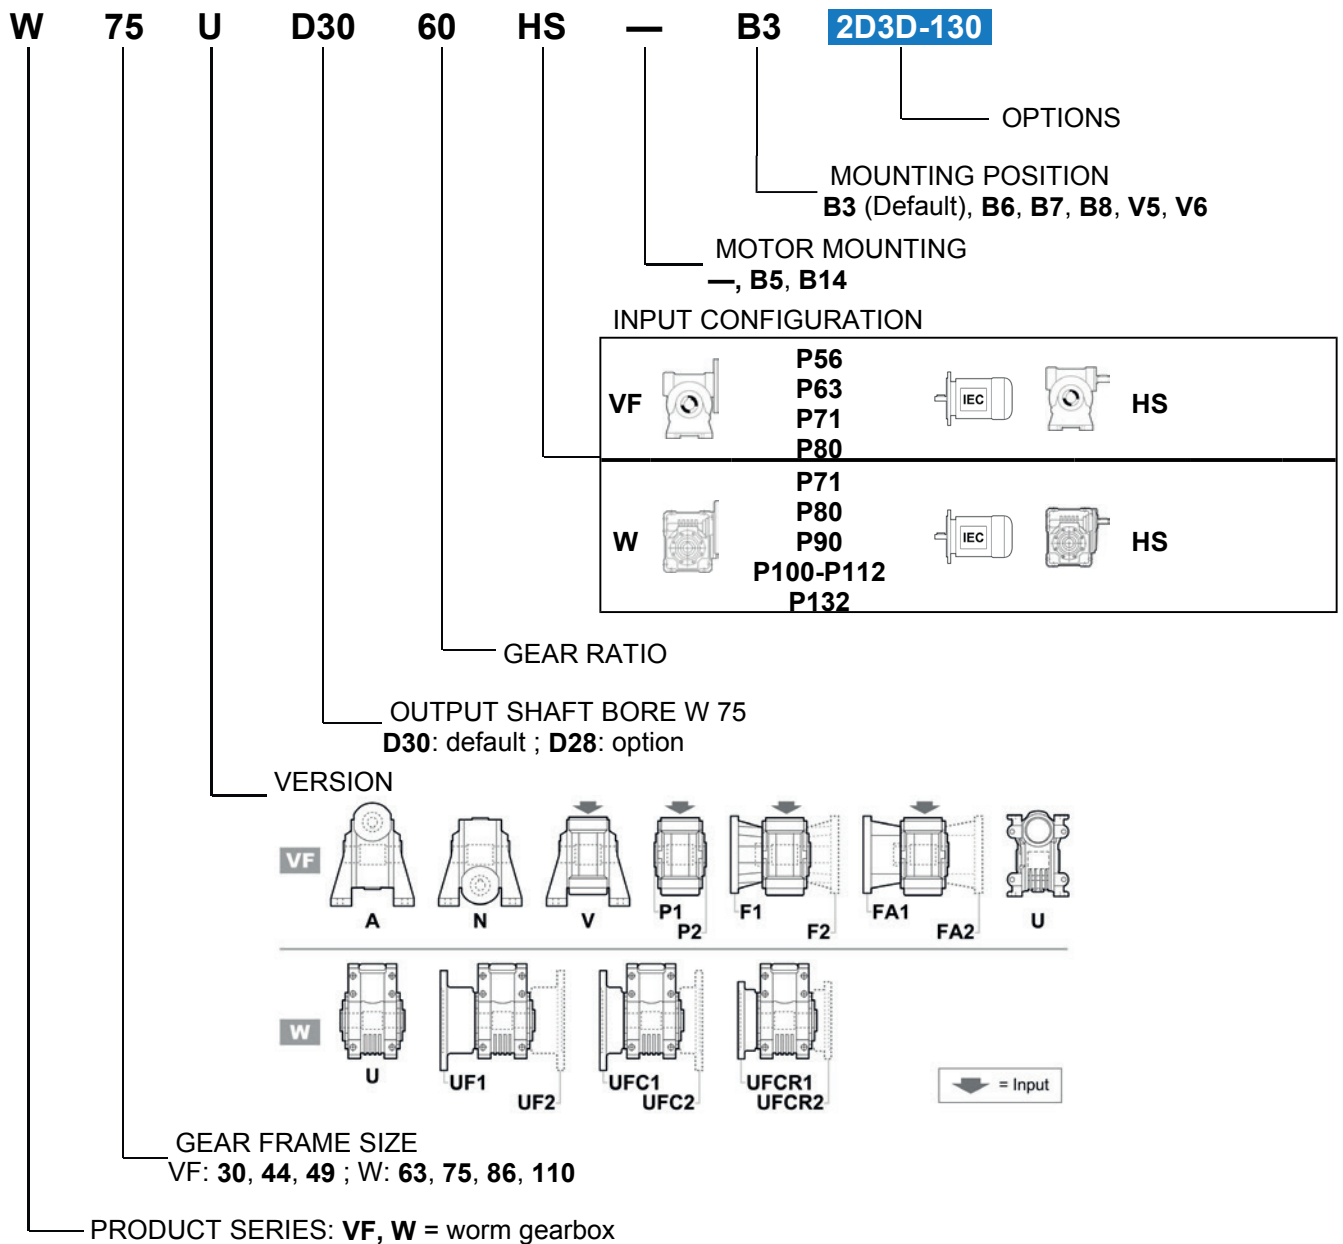 W 75 U D30 60 HS — B3 2D3D-130
OPTIONS
MOUNTING POSITION
B3 (Default), B6, B7, B8, V5, V6
MOTOR MOUNTING
—, B5, B14
INPUT CONFIGURATION
P56
P63
VF IEC HS
P71
P80
P71
P80
W P90 IEC HS
P100-P112
P132
GEAR RATIO
OUTPUT SHAFT BORE W 75
D30: default ; D28: option
VERSION
VF
A N V P1 P2 F1 F2 FA1 FA2 U
W
U UF1 UF2 UFC1 UFC2 UFCR1 UFCR2
= Input
GEAR FRAME SIZE
VF: 30, 44, 49 ; W: 63, 75, 86, 110
PRODUCT SERIES: VF, W = worm gearbox